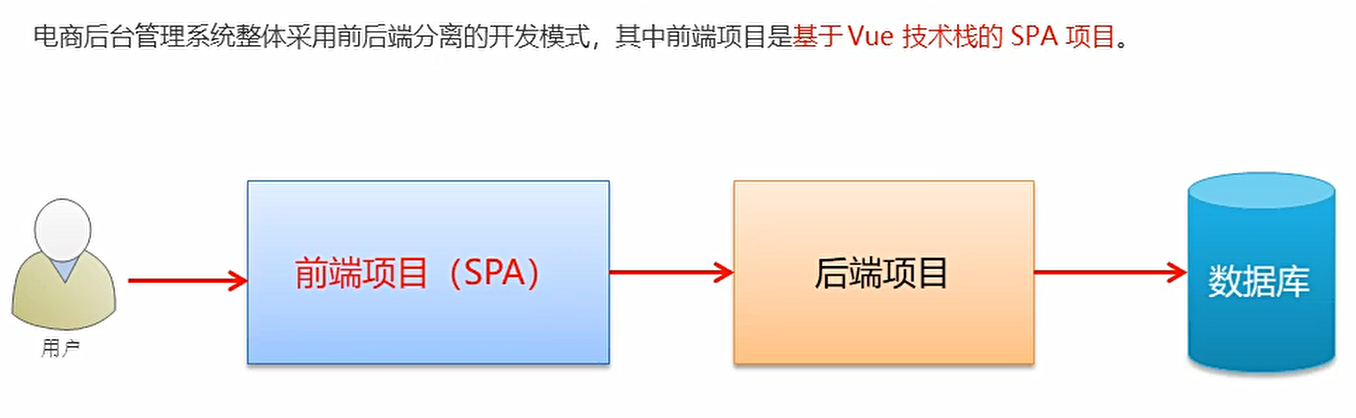 电商后台管理系统整体采用前后端分离的开发模式，其中前端项目是基于 Vue 技术栈的 SPA 项目。
前端项目（SPA）
后端项目
数据库
用户